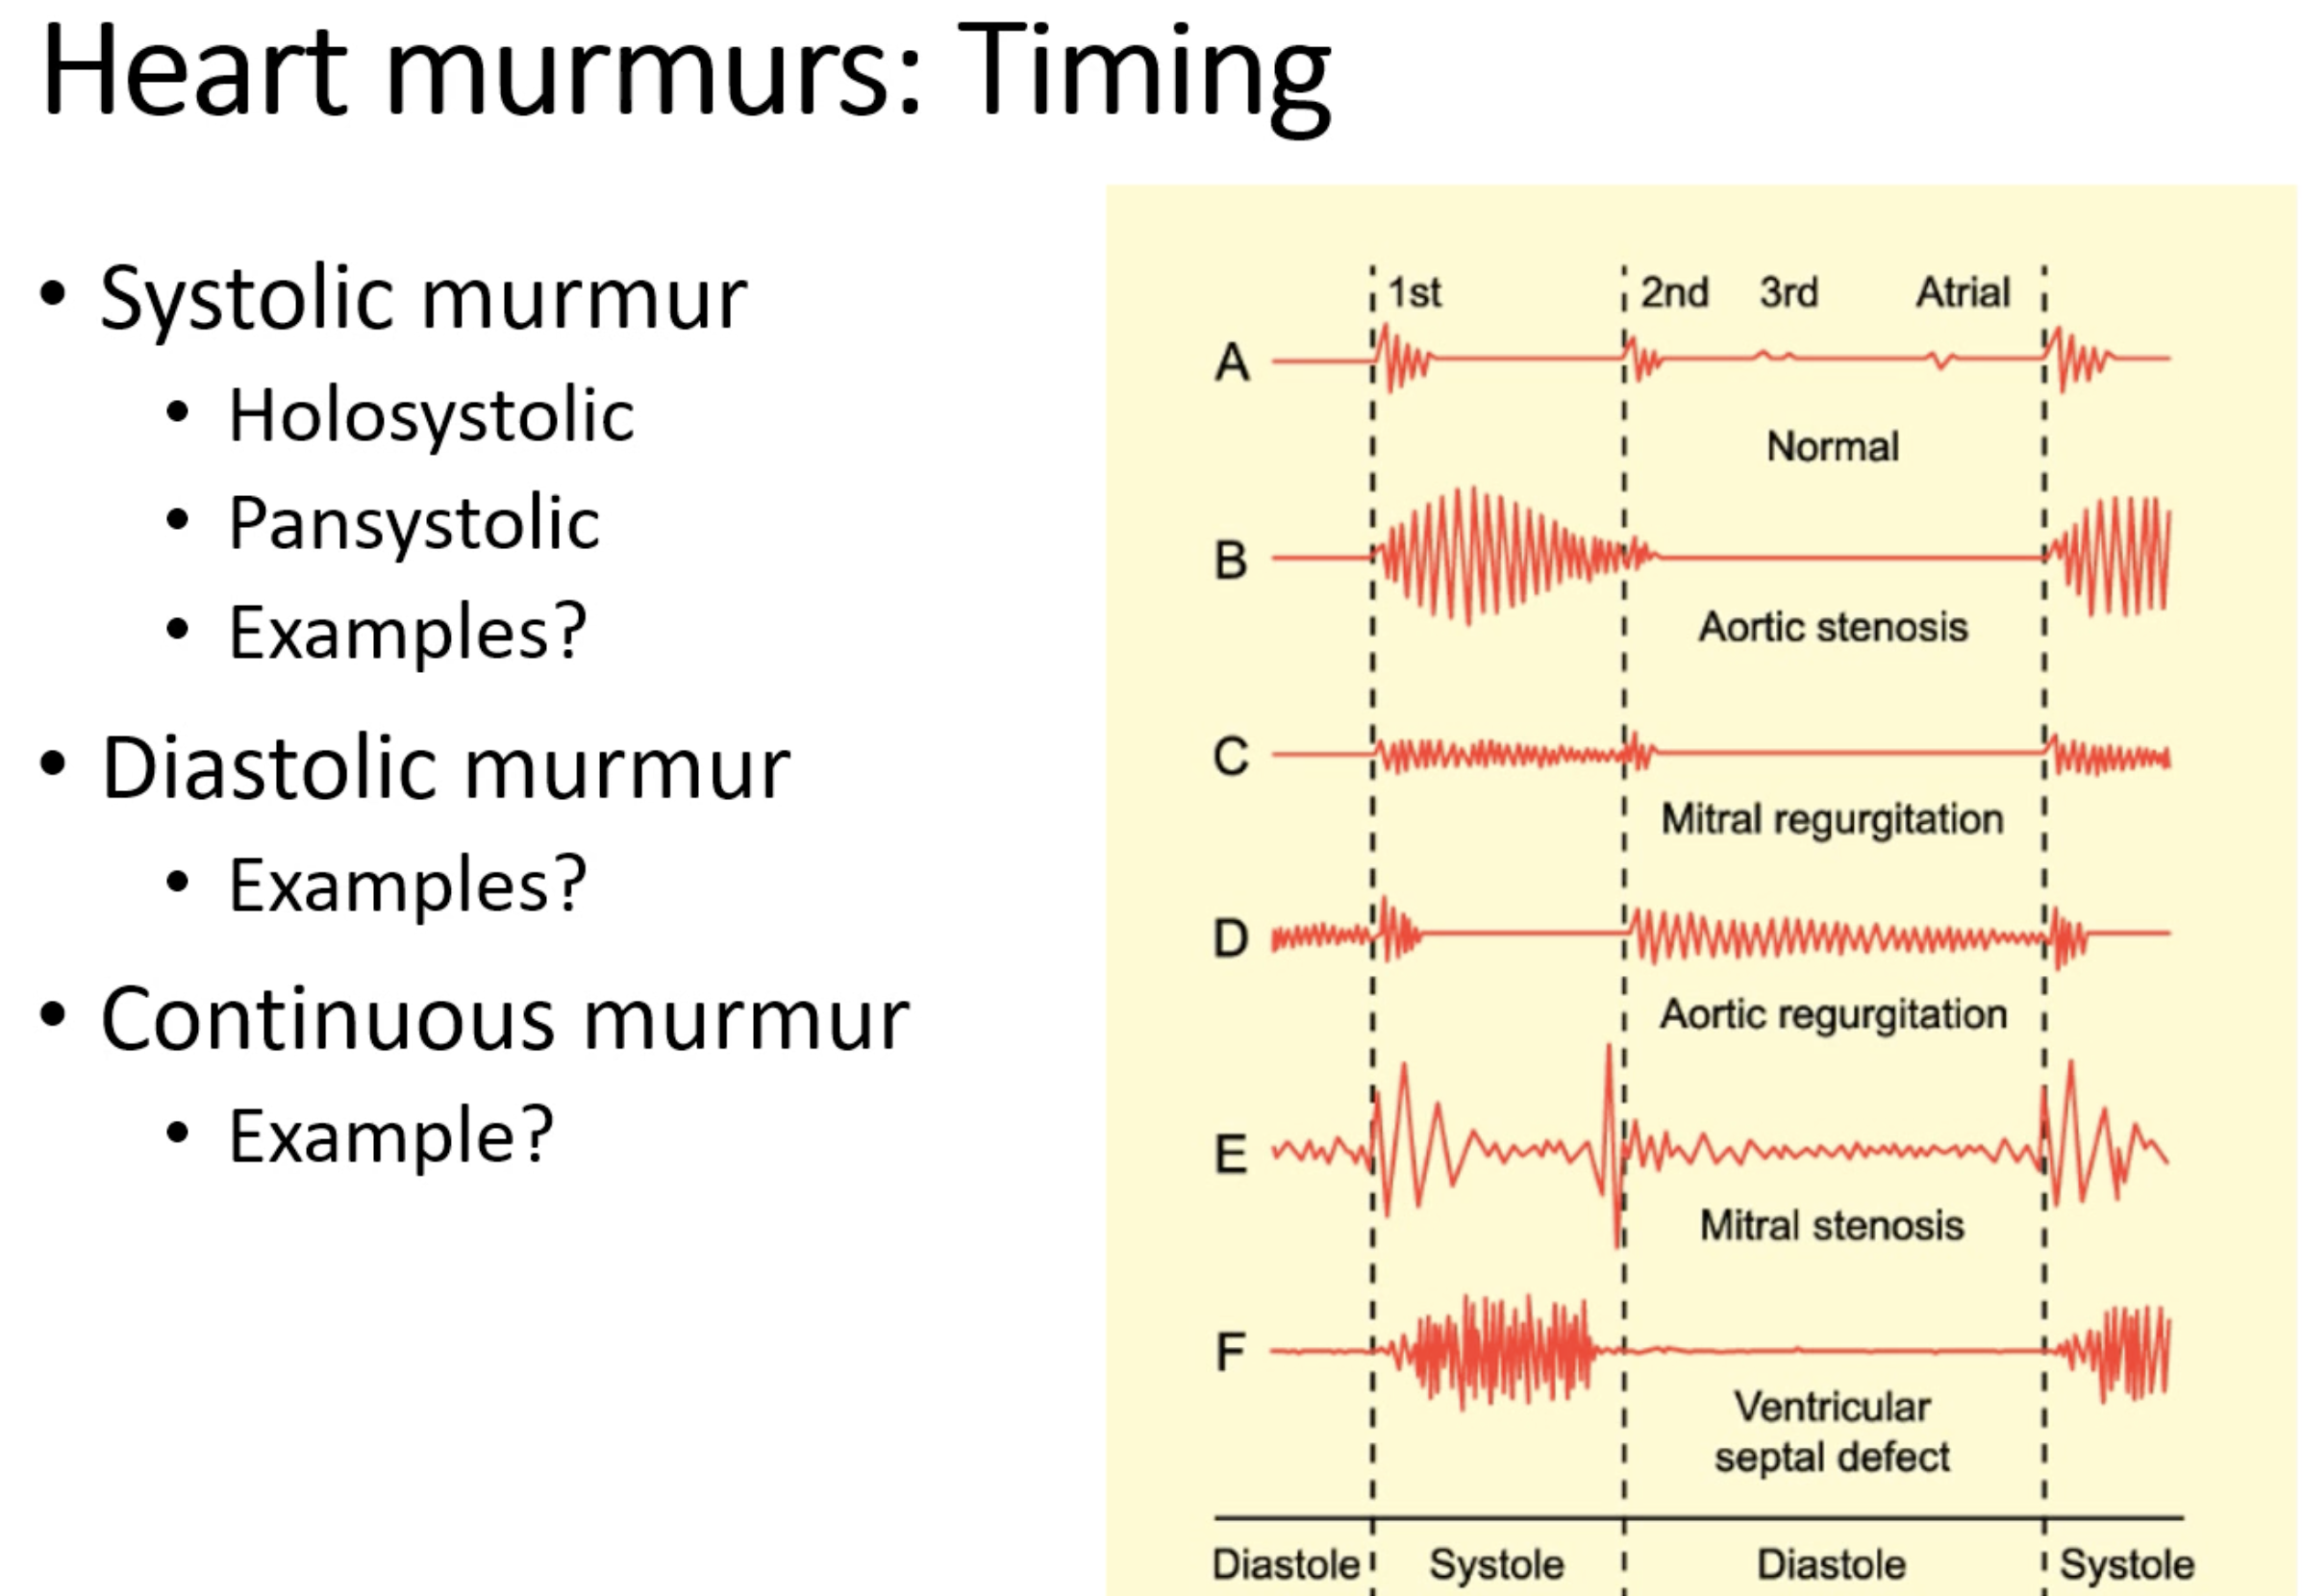 Heart murmurs: Timing
• Systolic murmur
• Holosystolic
• Pansystolic
• Examples?
• Diastolic murmur
• Examples?
• Continuous murmur
• Example?
1st 2nd 3rd Atrial
A
Normal
B
Aortic stenosis
C
Mitral regurgitation
D
Aortic regurgitation
E
Mitral stenosis
F
Ventricular
septal defect
Diastole Systole Diastole Systole